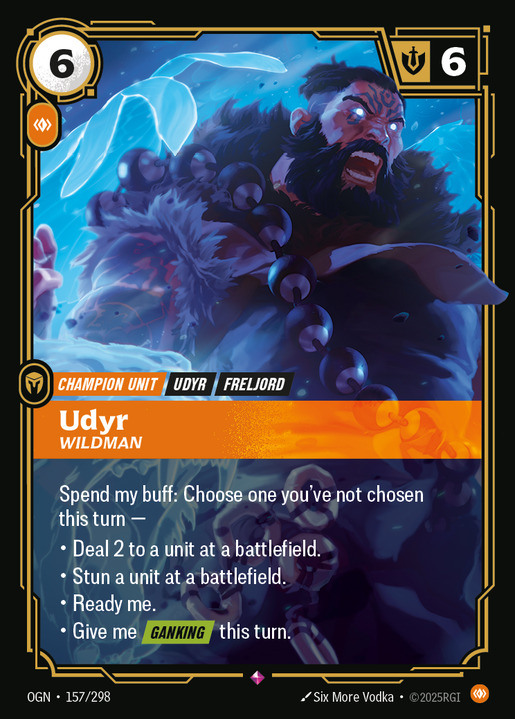 6
6
CHAMPION UNIT UDYR FRELJORD
Udyr
WILDMAN
Spend my buff: Choose one you’ve not chosen
this turn —
• Deal 2 to a unit at a battlefield.
• Stun a unit at a battlefield.
• Ready me.
• Give me GANKING this turn.
OGN • 157/298 Six More Vodka • ©2025RGI